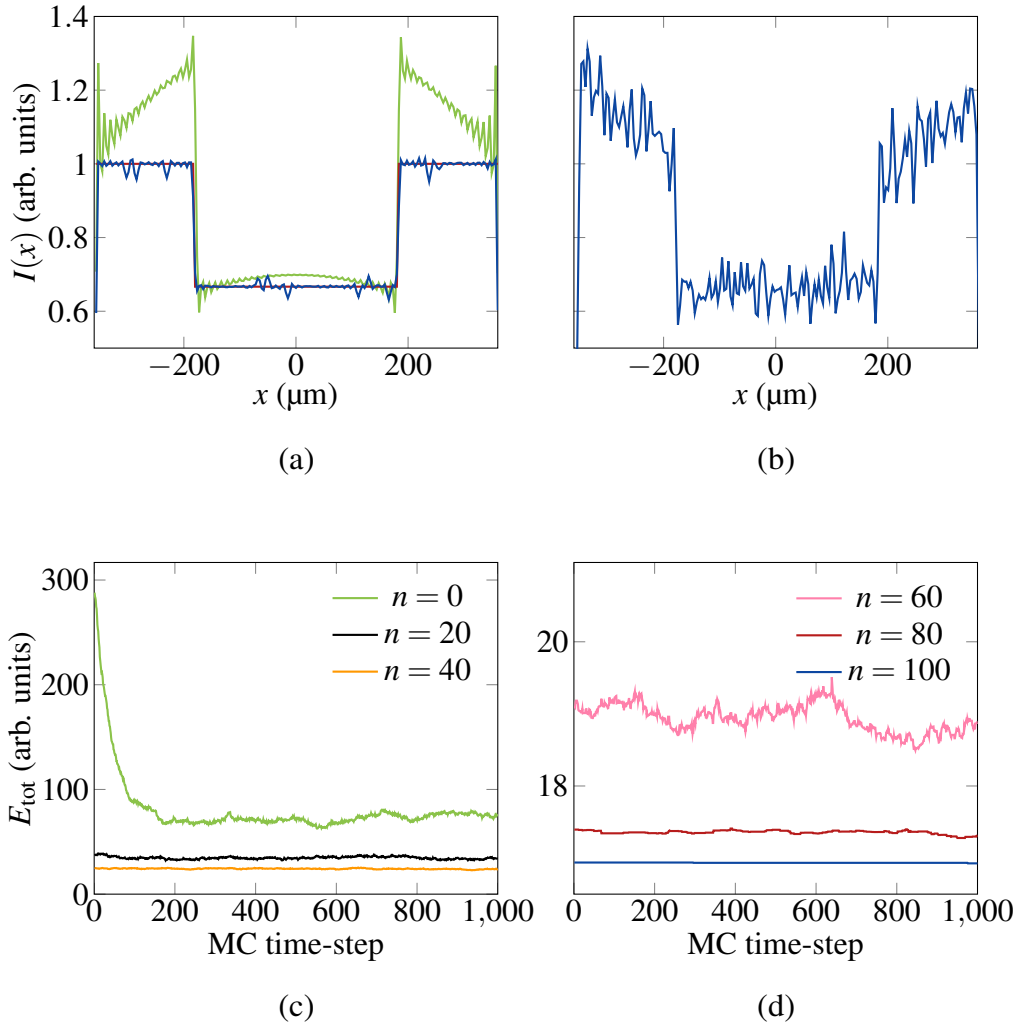 1.4
1.2
1
0.8
0.6
I(x) (arb. units)
−200 0 200
x (μm)
(a)
−200 0 200
x (μm)
(b)
300
200
100
0
E_tot (arb. units)
n = 0
n = 20
n = 40
0 200 400 600 800 1,000
MC time-step
(c)
20
18
n = 60
n = 80
n = 100
0 200 400 600 800 1,000
MC time-step
(d)